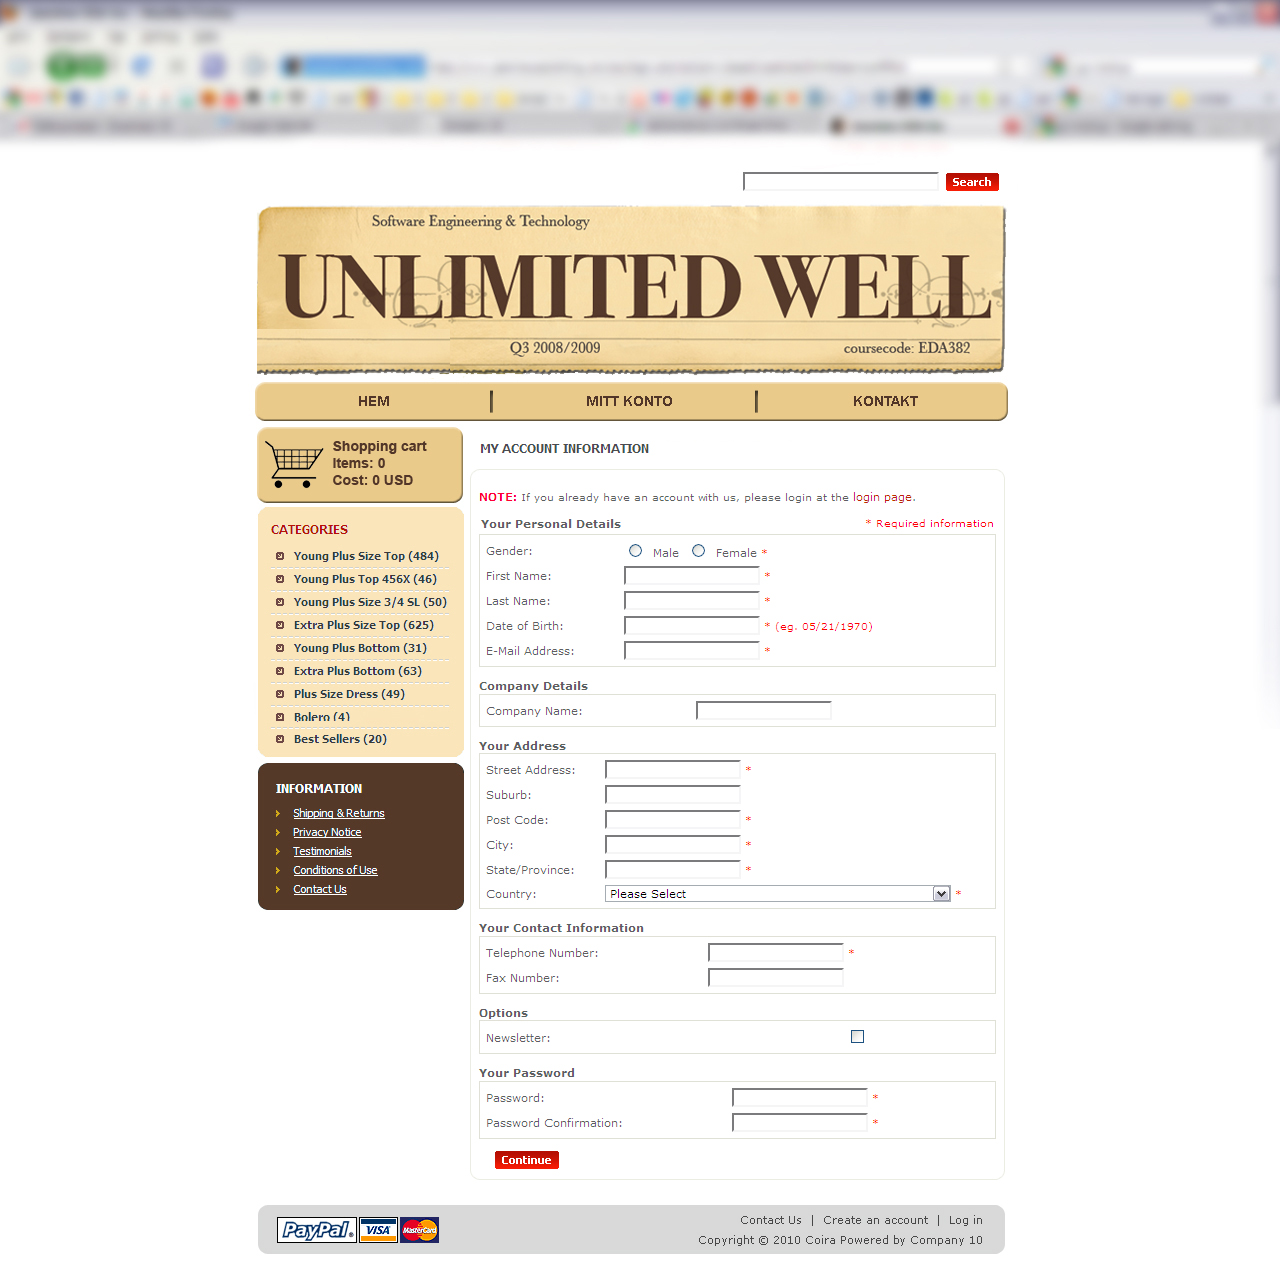 Search
Software Engineering & Technology
UNLIMITED WELL
Q3 2008/2009 coursecode: EDA382
HEM MITT KONTO KONTAKT
Shopping cart
Items: 0
Cost: 0 USD
CATEGORIES
Young Plus Size Top (484)
Young Plus Top 456X (46)
Young Plus Size 3/4 SL (50)
Extra Plus Size Top (625)
Young Plus Bottom (31)
Extra Plus Bottom (63)
Plus Size Dress (49)
Bolero (4)
Best Sellers (20)
INFORMATION
Shipping & Returns
Privacy Notice
Testimonials
Conditions of Use
Contact Us
MY ACCOUNT INFORMATION
NOTE: If you already have an account with us, please login at the login page.
Your Personal Details * Required information
Gender: Male Female *
First Name: *
Last Name: *
Date of Birth: * (eg. 05/21/1970)
E-Mail Address: *
Company Details
Company Name:
Your Address
Street Address: *
Suburb:
Post Code: *
City: *
State/Province: *
Country: Please Select *
Your Contact Information
Telephone Number: *
Fax Number:
Options
Newsletter:
Your Password
Password: *
Password Confirmation: *
Continue
PayPal VISA MasterCard
Contact Us | Create an account | Log in
Copyright © 2010 Coira Powered by Company 10